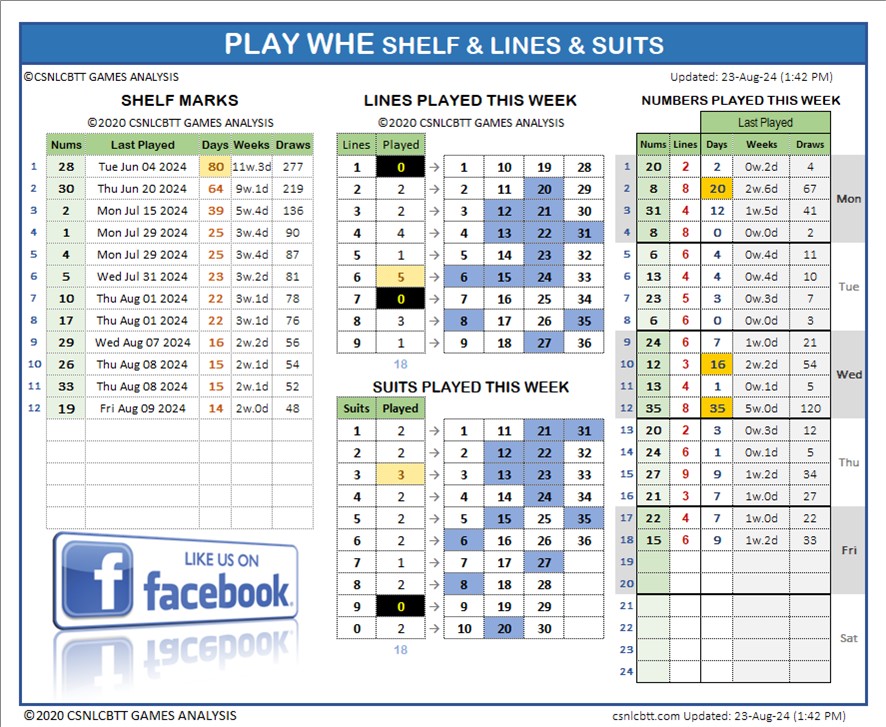 PLAY WHE SHELF & LINES & SUITS
©CSNLCBTT GAMES ANALYSIS
Updated: 23-Aug-24 (1:42 PM)
SHELF MARKS
©2020 CSNLCBTT GAMES ANALYSIS
Nums Last Played Days Weeks Draws
1 28 Tue Jun 04 2024 80 11w.3d 277
2 30 Thu Jun 20 2024 64 9w.1d 219
3 2 Mon Jul 15 2024 39 5w.4d 136
4 1 Mon Jul 29 2024 25 3w.4d 90
5 4 Mon Jul 29 2024 25 3w.4d 87
6 5 Wed Jul 31 2024 23 3w.2d 81
7 10 Thu Aug 01 2024 22 3w.1d 78
8 17 Thu Aug 01 2024 22 3w.1d 76
9 29 Wed Aug 07 2024 16 2w.2d 56
10 26 Thu Aug 08 2024 15 2w.1d 54
11 33 Thu Aug 08 2024 15 2w.1d 52
12 19 Fri Aug 09 2024 14 2w.0d 48
LIKE US ON
f facebook
LINES PLAYED THIS WEEK
©2020 CSNLCBTT GAMES ANALYSIS
Lines Played
1 0 → 1 10 19 28
2 2 → 2 11 20 29
3 2 → 3 12 21 30
4 4 → 4 13 22 31
5 1 → 5 14 23 32
6 5 → 6 15 24 33
7 0 → 7 16 25 34
8 3 → 8 17 26 35
9 1 → 9 18 27 36
18
SUITS PLAYED THIS WEEK
Suits Played
1 2 → 1 11 21 31
2 2 → 2 12 22 32
3 3 → 3 13 23 33
4 2 → 4 14 24 34
5 2 → 5 15 25 35
6 2 → 6 16 26 36
7 1 → 7 17 27
8 2 → 8 18 28
9 0 → 9 19 29
0 2 → 10 20 30
18
NUMBERS PLAYED THIS WEEK
Last Played
Nums Lines Days Weeks Draws
1 20 2 2 0w.2d 4
2 8 8 20 2w.6d 67
Mon
3 31 4 12 1w.5d 41
4 8 8 0 0w.0d 2
5 6 6 4 0w.4d 11
6 13 4 4 0w.4d 10
Tue
7 23 5 3 0w.3d 7
8 6 6 0 0w.0d 3
9 24 6 7 1w.0d 21
10 12 3 16 2w.2d 54
Wed
11 13 4 1 0w.1d 5
12 35 8 35 5w.0d 120
13 20 2 3 0w.3d 12
14 24 6 1 0w.1d 5
Thu
15 27 9 9 1w.2d 34
16 21 3 7 1w.0d 27
17 22 4 7 1w.0d 22
18 15 6 9 1w.2d 33
Fri
19
20
21
22
Sat
23
24
©2020 CSNLCBTT GAMES ANALYSIS
csnlcbtt.com Updated: 23-Aug-24 (1:42 PM)